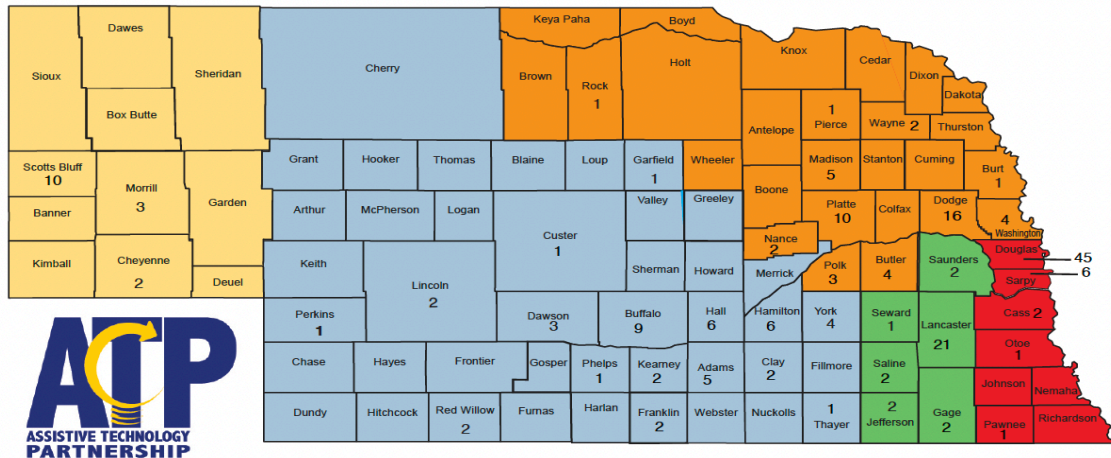 Keya Paha Boyd
Dawes
Knox
Cedar
Sioux Sheridan Cherry Brown Holt Dixon
Rock
1
Dakota
Box Butte
1
Pierce
Wayne 2
Thurston
Antelope
Scotts Bluff
10
Grant Hooker Thomas Blaine Loup Garfield
1
Wheeler
Madison
5
Stanton Cuming
Burt
1
Morrill
3
Garden
Boone
Banner
Arthur McPherson Logan
Valley Greeley
Platte
10
Colfax
Dodge
16
4
Washington
Custer
1
Nance
2
Douglas
45
Kimball
Cheyenne
2
Deuel
Keith
Lincoln
2
Sherman Howard Merrick
Polk
3
Butler
4
Saunders
2
6
Sarpy
Perkins
1
Dawson
3
Buffalo
9
Hall
6
Hamilton
6
York
4
Seward
1
Lancaster
21
Cass 2
Otoe
1
Chase Hayes Frontier Gosper
Phelps
1
Kearney
2
Adams
5
Clay
2
Fillmore
Saline
2
Johnson Nemaha
Dundy Hitchcock
Red Willow
2
Furnas Harlan
Franklin
2
Webster Nuckolls
1
Thayer
2
Jefferson
Gage
2
Pawnee
1
Richardson
ATP
ASSISTIVE TECHNOLOGY
PARTNERSHIP